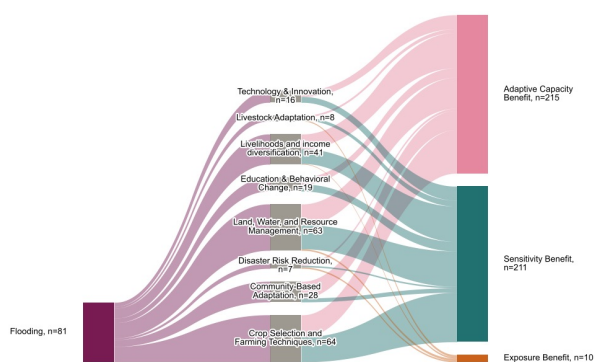 Technology & Innovation,
n=16
Livestock Adaptation, n=8
Livelihoods and income
diversification, n=41
Education & Behavioral
Change, n=19
Land, Water, and Resource
Management, n=63
Disaster Risk Reduction,
n=7
Community-Based
Adaptation, n=28
Crop Selection and
Farming Techniques, n=64
Flooding, n=81
Adaptive Capacity
Benefit, n=215
Sensitivity Benefit,
n=211
Exposure Benefit, n=10